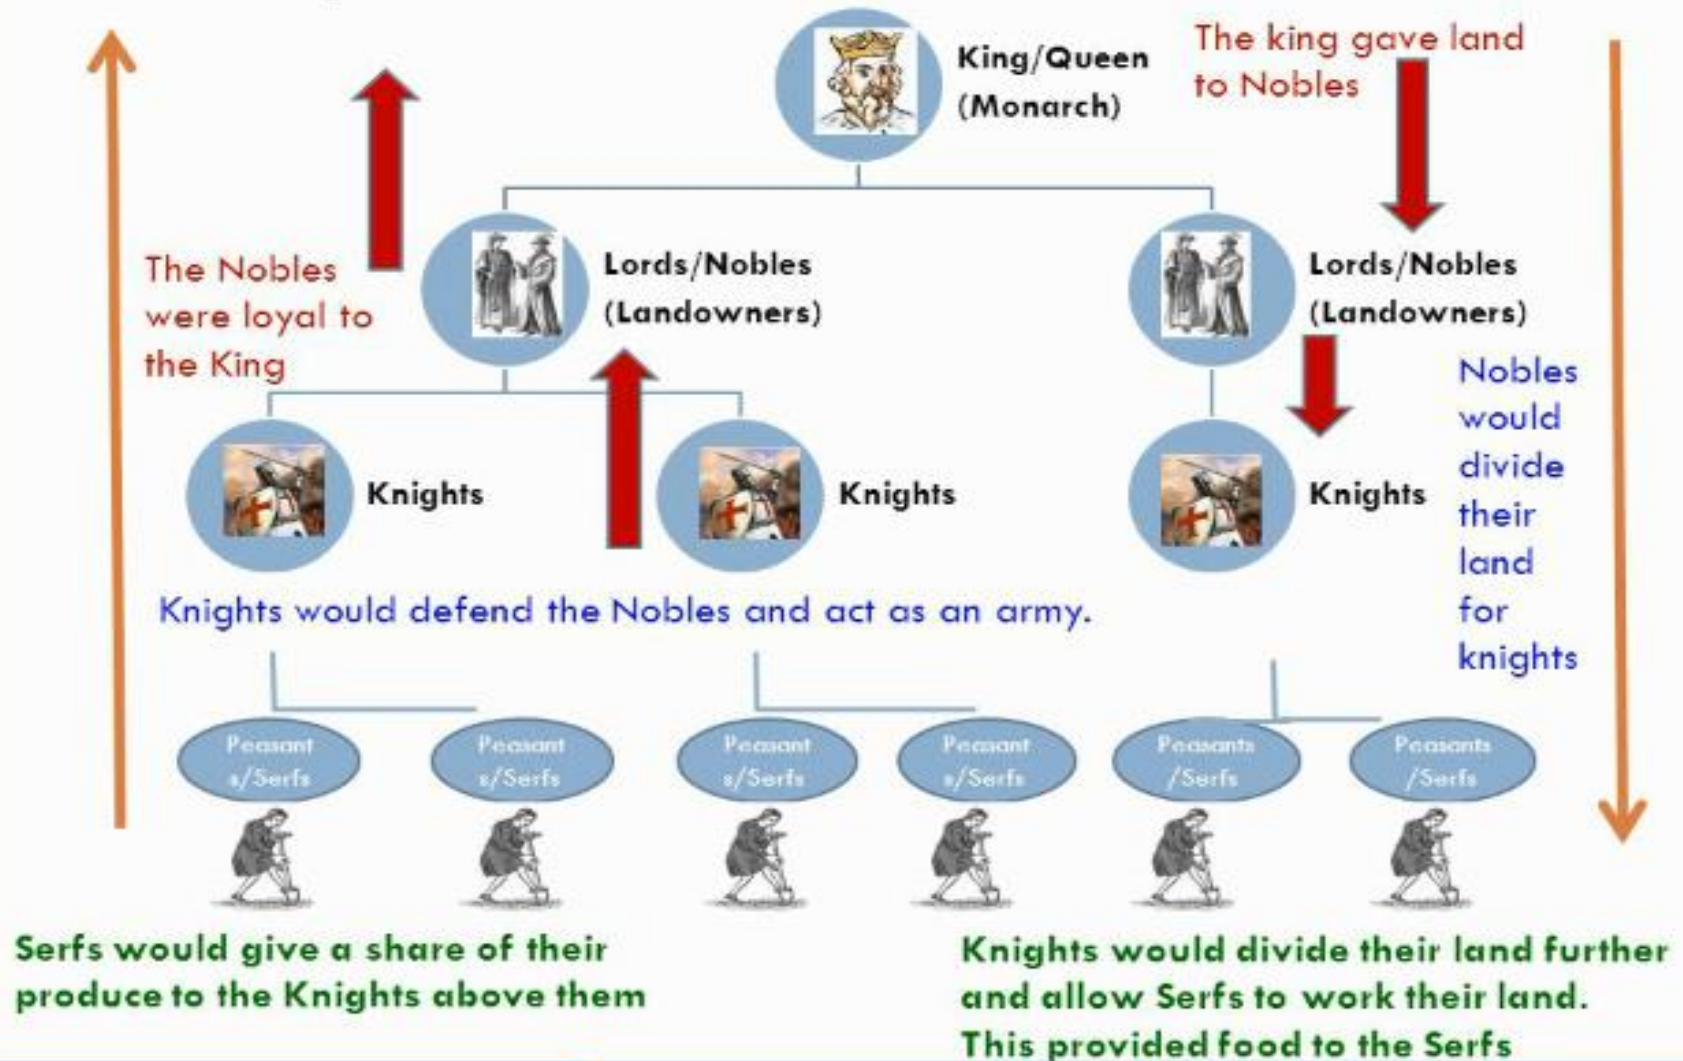 King/Queen
(Monarch)
The king gave land
to Nobles
The Nobles
were loyal to
the King
Lords/Nobles
(Landowners)
Lords/Nobles
(Landowners)
Nobles
would
divide
their
land
for
knights
Knights
Knights
Knights
Knights would defend the Nobles and act as an army.
Peasant
s/Serfs
Peasant
s/Serfs
Peasant
s/Serfs
Peasant
s/Serfs
Peasants
/Serfs
Peasants
/Serfs
Serfs would give a share of their
produce to the Knights above them
Knights would divide their land further
and allow Serfs to work their land.
This provided food to the Serfs